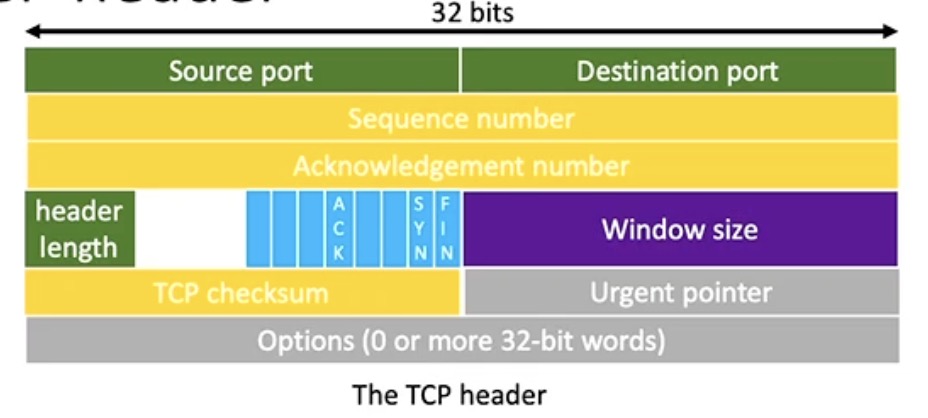 32 bits
Source port Destination port
Sequence number
Acknowledgement number
header length ACK SYN FIN Window size
TCP checksum Urgent pointer
Options (0 or more 32-bit words)
The TCP header